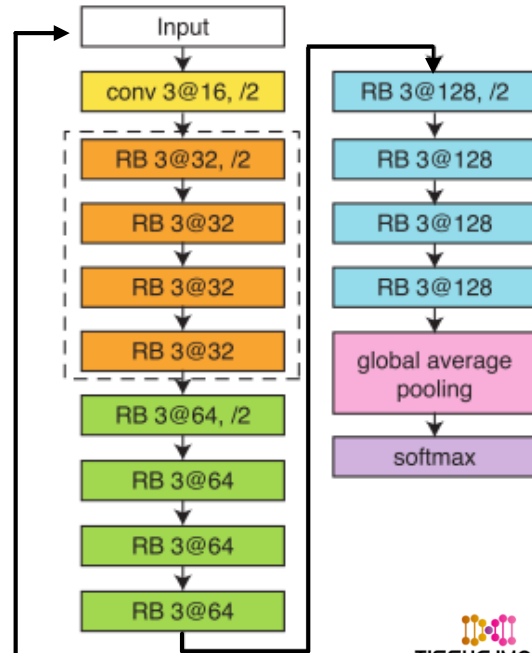 Input
conv 3@16, /2
RB 3@32, /2
RB 3@32
RB 3@32
RB 3@32
RB 3@64, /2
RB 3@64
RB 3@64
RB 3@64
RB 3@128, /2
RB 3@128
RB 3@128
RB 3@128
global average
pooling
softmax